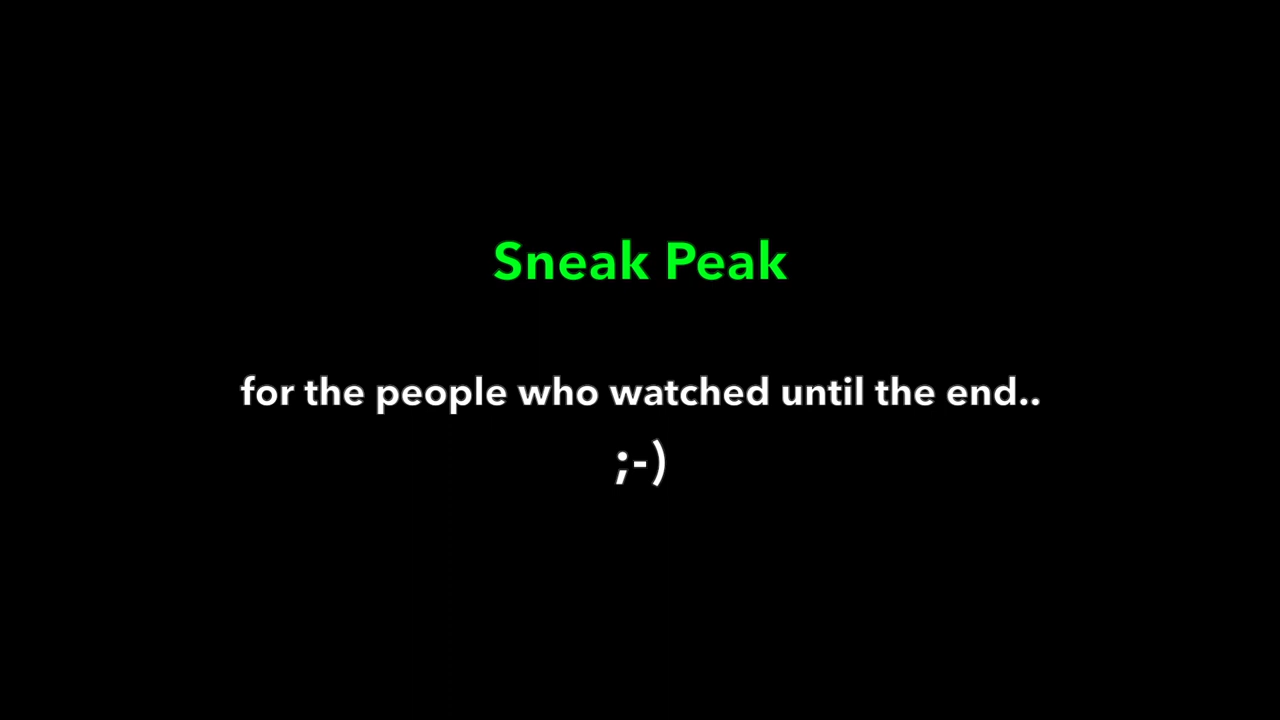 Sneak Peak
for the people who watched until the end..
;-)